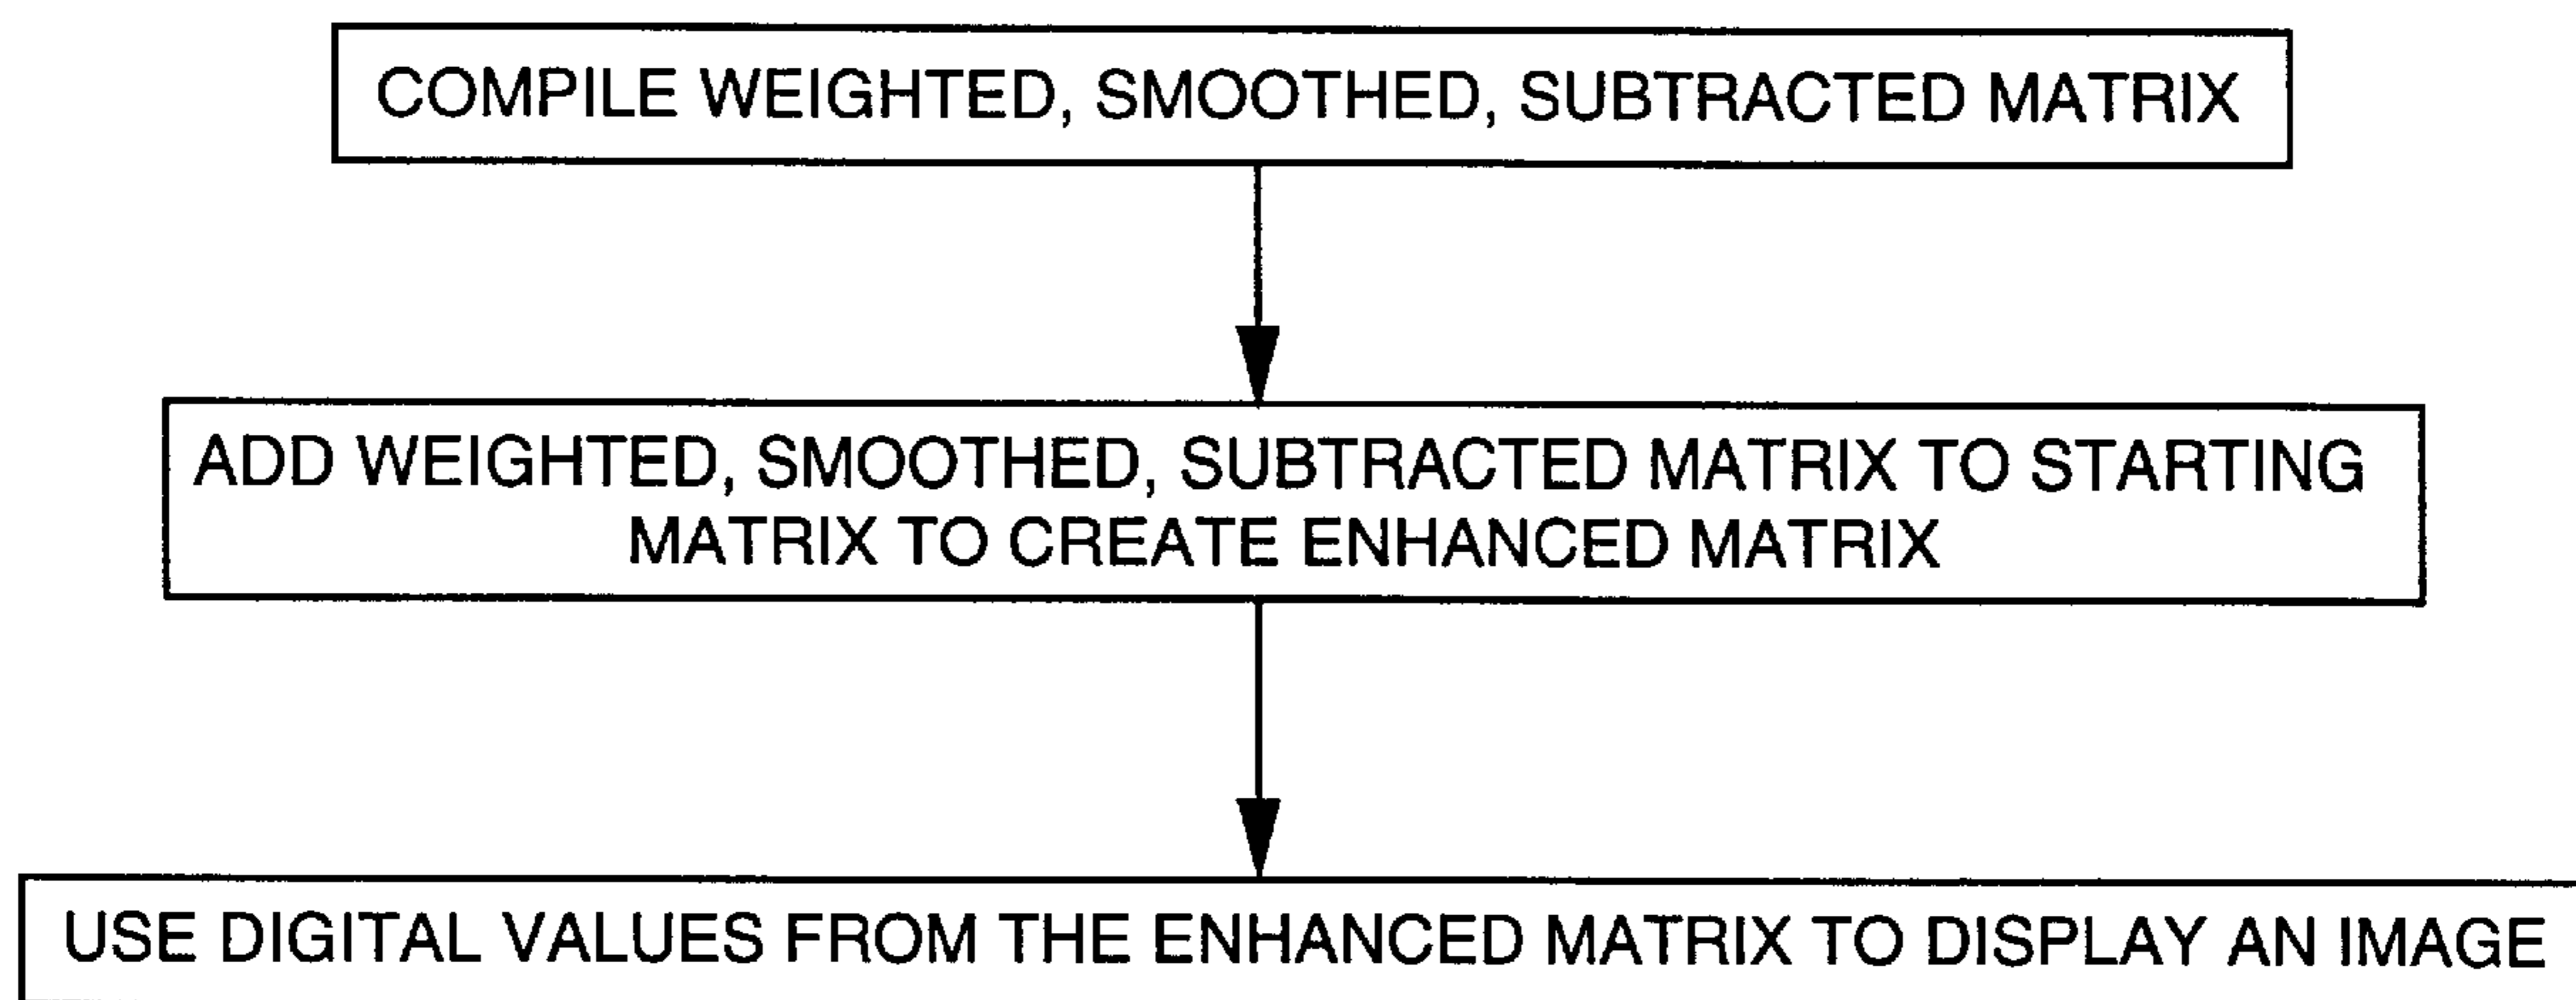 COMPILE WEIGHTED, SMOOTHED, SUBTRACTED MATRIX
ADD WEIGHTED, SMOOTHED, SUBTRACTED MATRIX TO STARTING
MATRIX TO CREATE ENHANCED MATRIX
USE DIGITAL VALUES FROM THE ENHANCED MATRIX TO DISPLAY AN IMAGE